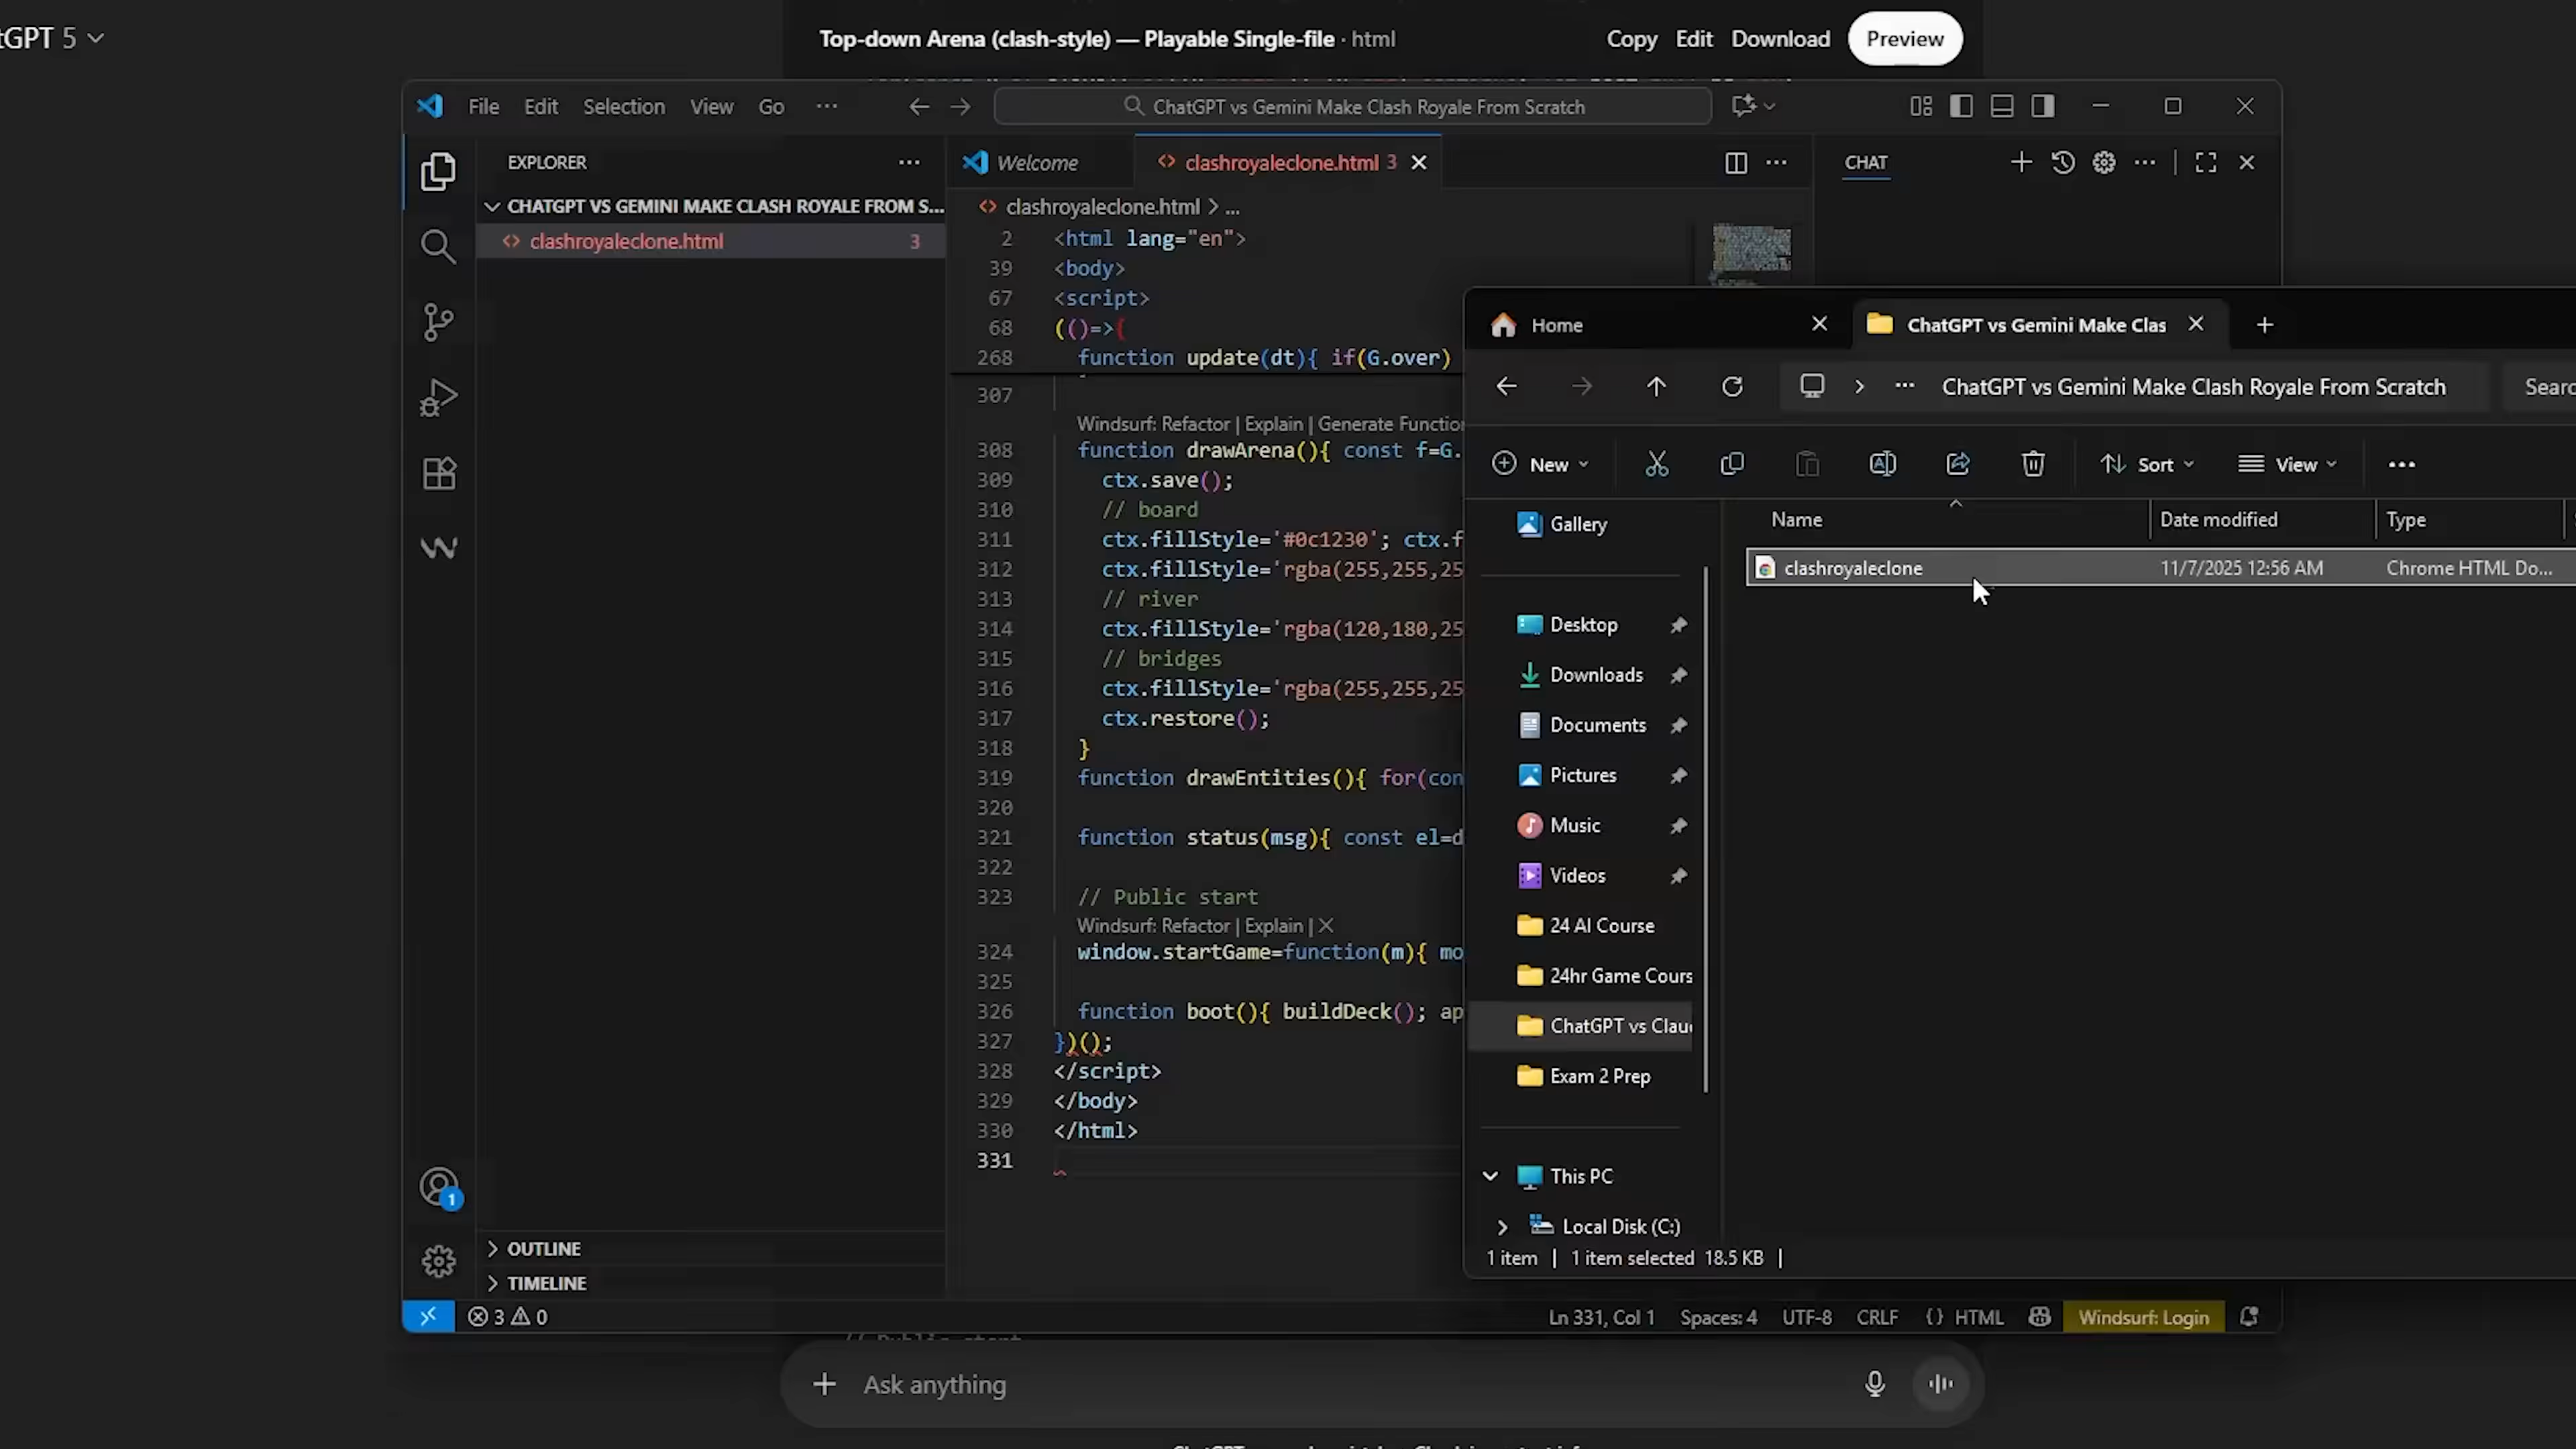 tGPT 5
Top-down Arena (clash-style) — Playable Single-file · html
Copy Edit Download Preview
File Edit Selection View Go ···
ChatGPT vs Gemini Make Clash Royale From Scratch
EXPLORER
CHATGPT VS GEMINI MAKE CLASH ROYALE FROM S...
<> clashroyaleclone.html 3
Welcome
<> clashroyaleclone.html 3
CHAT
<> clashroyaleclone.html > ...
2 <html lang="en">
39 <body>
67 <script>
68 (()=>{
268 function update(dt){ if(G.over)
307
Windsurf: Refactor | Explain | Generate Function
308 function drawArena(){ const f=G.
309 ctx.save();
310 // board
311 ctx.fillStyle='#0c1230'; ctx.f
312 ctx.fillStyle='rgba(255,255,25
313 // river
314 ctx.fillStyle='rgba(120,180,25
315 // bridges
316 ctx.fillStyle='rgba(255,255,25
317 ctx.restore();
318 }
319 function drawEntities(){ for(con
320
321 function status(msg){ const el=d
322
323 // Public start
Windsurf: Refactor | Explain | X
324 window.startGame=function(m){ mo
325
326 function boot(){ buildDeck(); ap
327 })();
328 </script>
329 </body>
330 </html>
331
OUTLINE
TIMELINE
1
3 0
Ln 331, Col 1 Spaces: 4 UTF-8 CRLF {} HTML Windsurf: Login
Home
ChatGPT vs Gemini Make Clas
ChatGPT vs Gemini Make Clash Royale From Scratch
Searc
New Sort View
Name Date modified Type
clashroyaleclone 11/7/2025 12:56 AM Chrome HTML Do...
Gallery
Desktop
Downloads
Documents
Pictures
Music
Videos
24 AI Course
24hr Game Cours
ChatGPT vs Clau
Exam 2 Prep
This PC
Local Disk (C:)
1 item | 1 item selected 18.5 KB |
// Public start
Ask anything